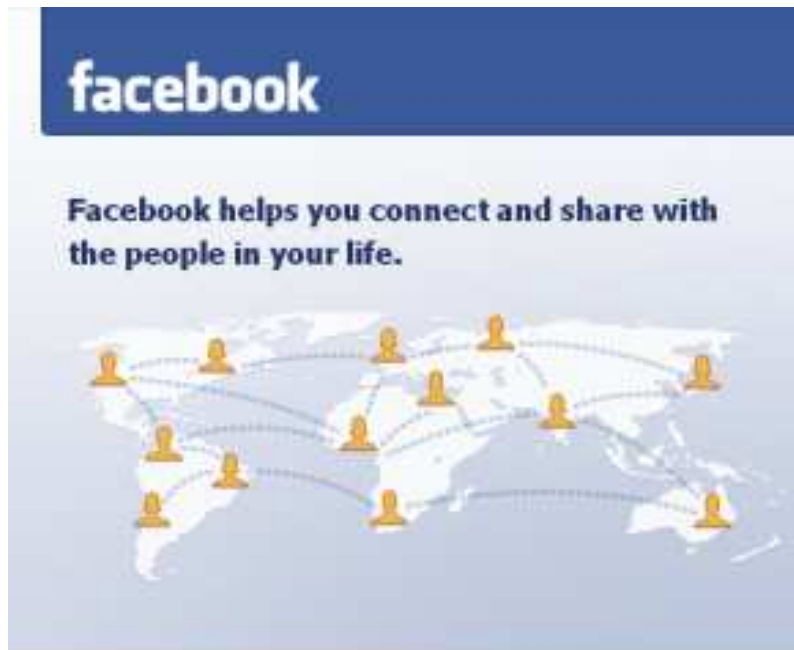 facebook
Facebook helps you connect and share with
the people in your life.